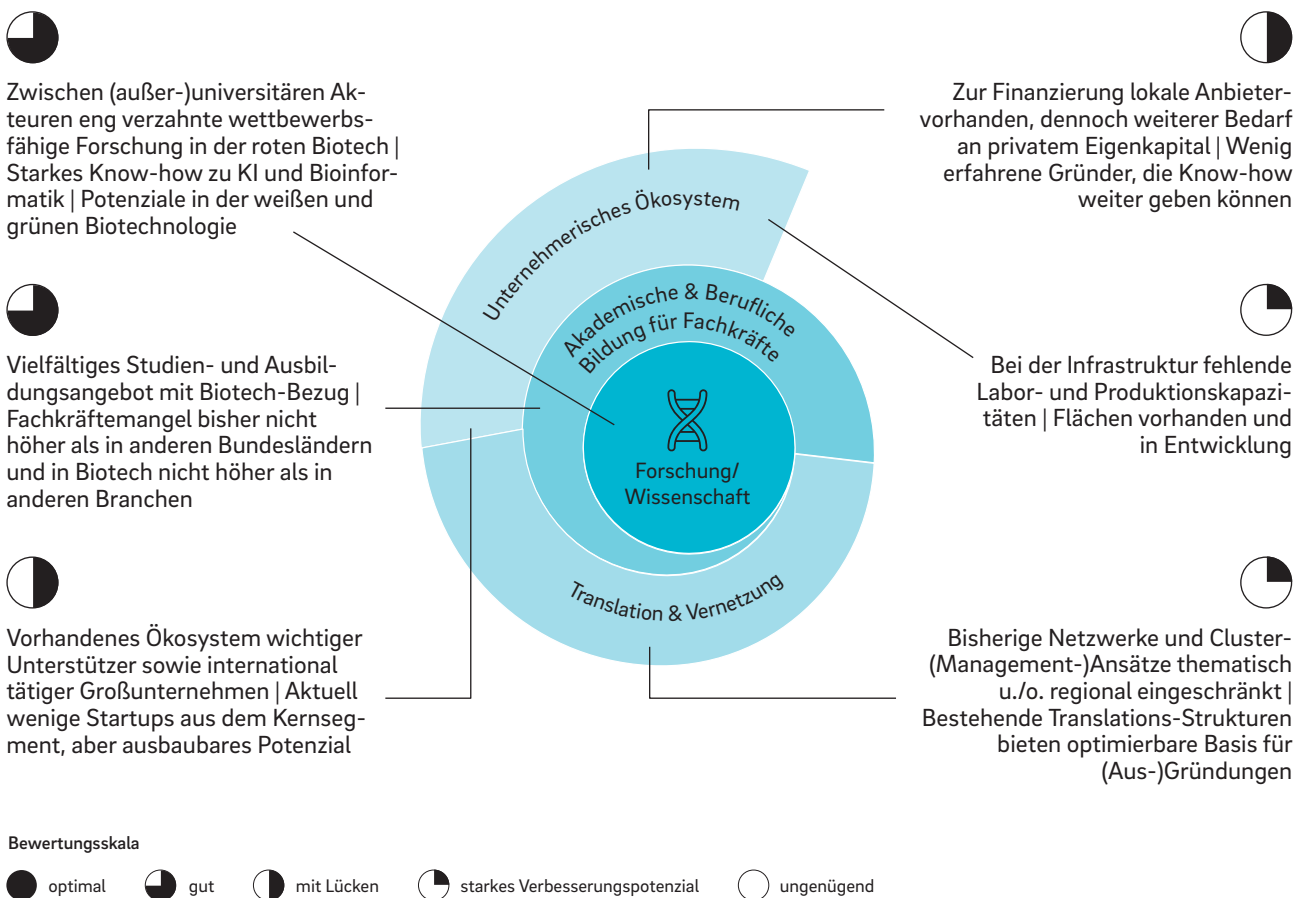 Zwischen (außer-)universitären Ak-
teuren eng verzahnte wettbewerbs-
fähige Forschung in der roten Biotech |
Starkes Know-how zu KI und Bioinfor-
matik | Potenziale in der weißen und
grünen Biotechnologie
Vielfältiges Studien- und Ausbil-
dungsangebot mit Biotech-Bezug |
Fachkräftemangel bisher nicht
höher als in anderen Bundesländern
und in Biotech nicht höher als in
anderen Branchen
Vorhandenes Ökosystem wichtiger
Unterstützer sowie international
tätiger Großunternehmen | Aktuell
wenige Startups aus dem Kernseg-
ment, aber ausbaubares Potenzial
Unternehmerisches Ökosystem
Akademische & Berufliche
Bildung für Fachkräfte
Forschung/
Wissenschaft
Translation & Vernetzung
Zur Finanzierung lokale Anbieter-
vorhanden, dennoch weiterer Bedarf
an privatem Eigenkapital | Wenig
erfahrene Gründer, die Know-how
weiter geben können
Bei der Infrastruktur fehlende
Labor- und Produktionskapazi-
täten | Flächen vorhanden und
in Entwicklung
Bisherige Netzwerke und Cluster-
(Management-)Ansätze thematisch
u./o. regional eingeschränkt |
Bestehende Translations-Strukturen
bieten optimierbare Basis für
(Aus-)Gründungen
Bewertungsskala
optimal gut mit Lücken starkes Verbesserungspotenzial ungenügend